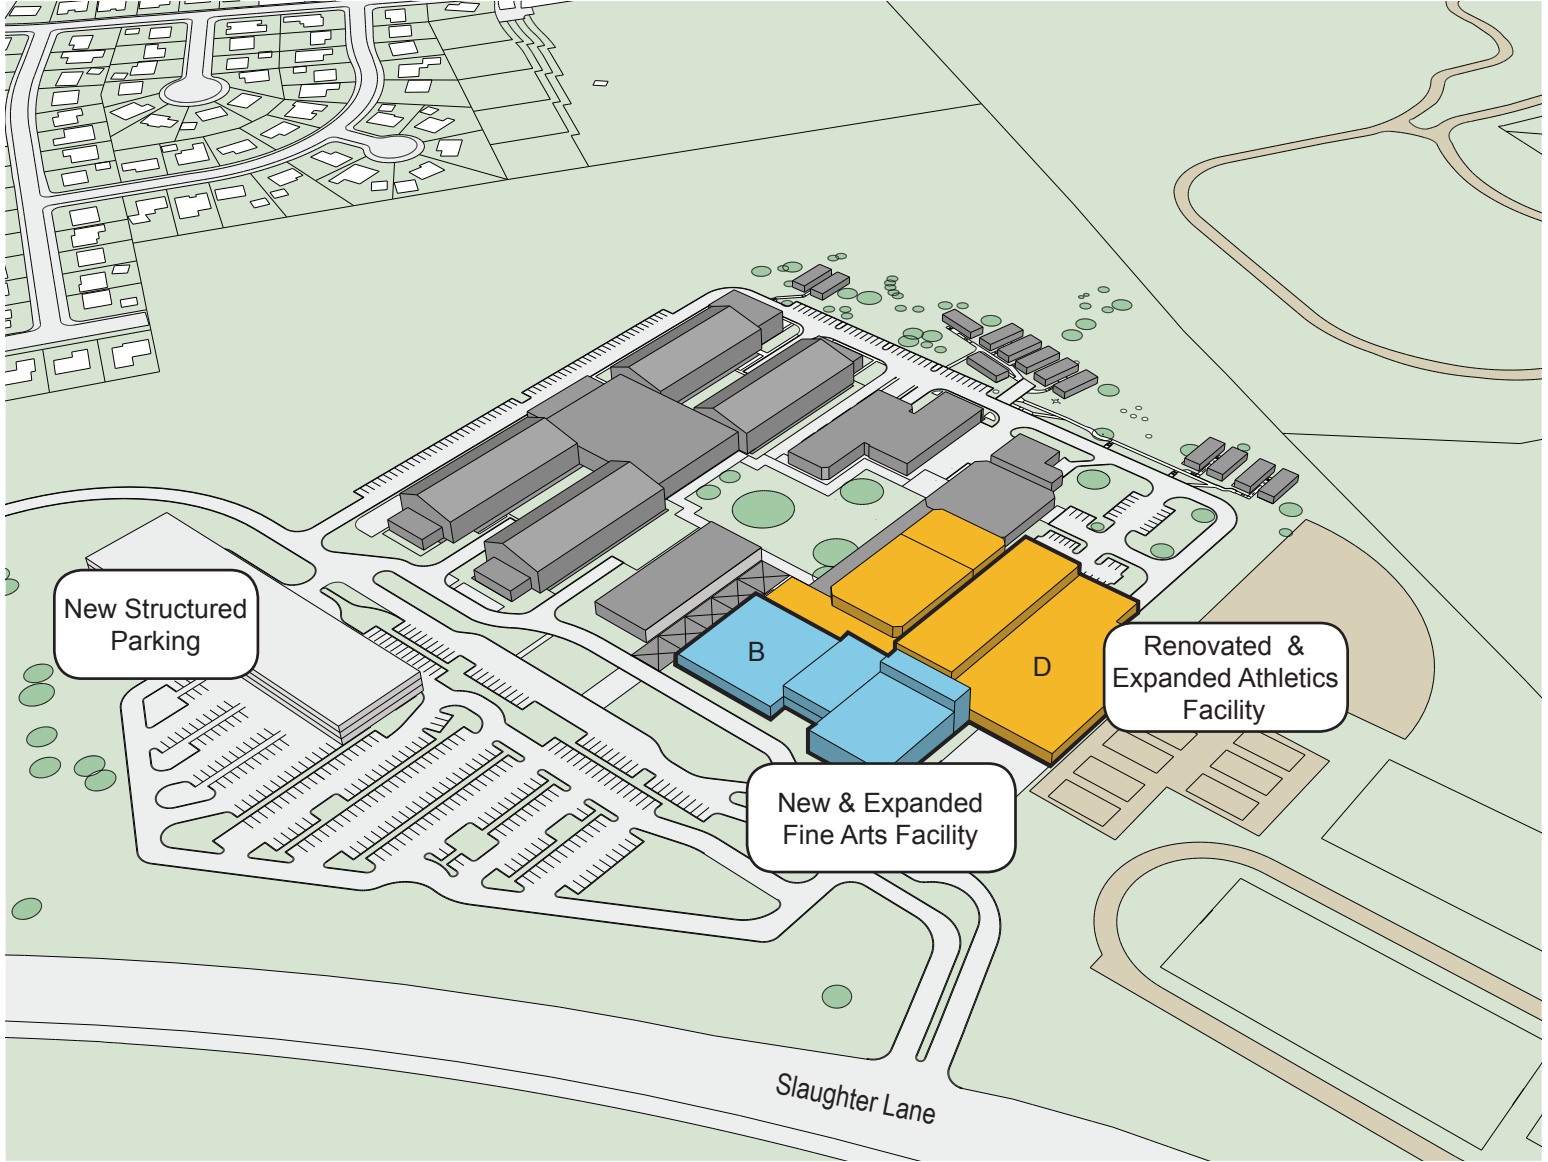 New Structured
Parking
B
D
Renovated &
Expanded Athletics
Facility
New & Expanded
Fine Arts Facility
Slaughter Lane